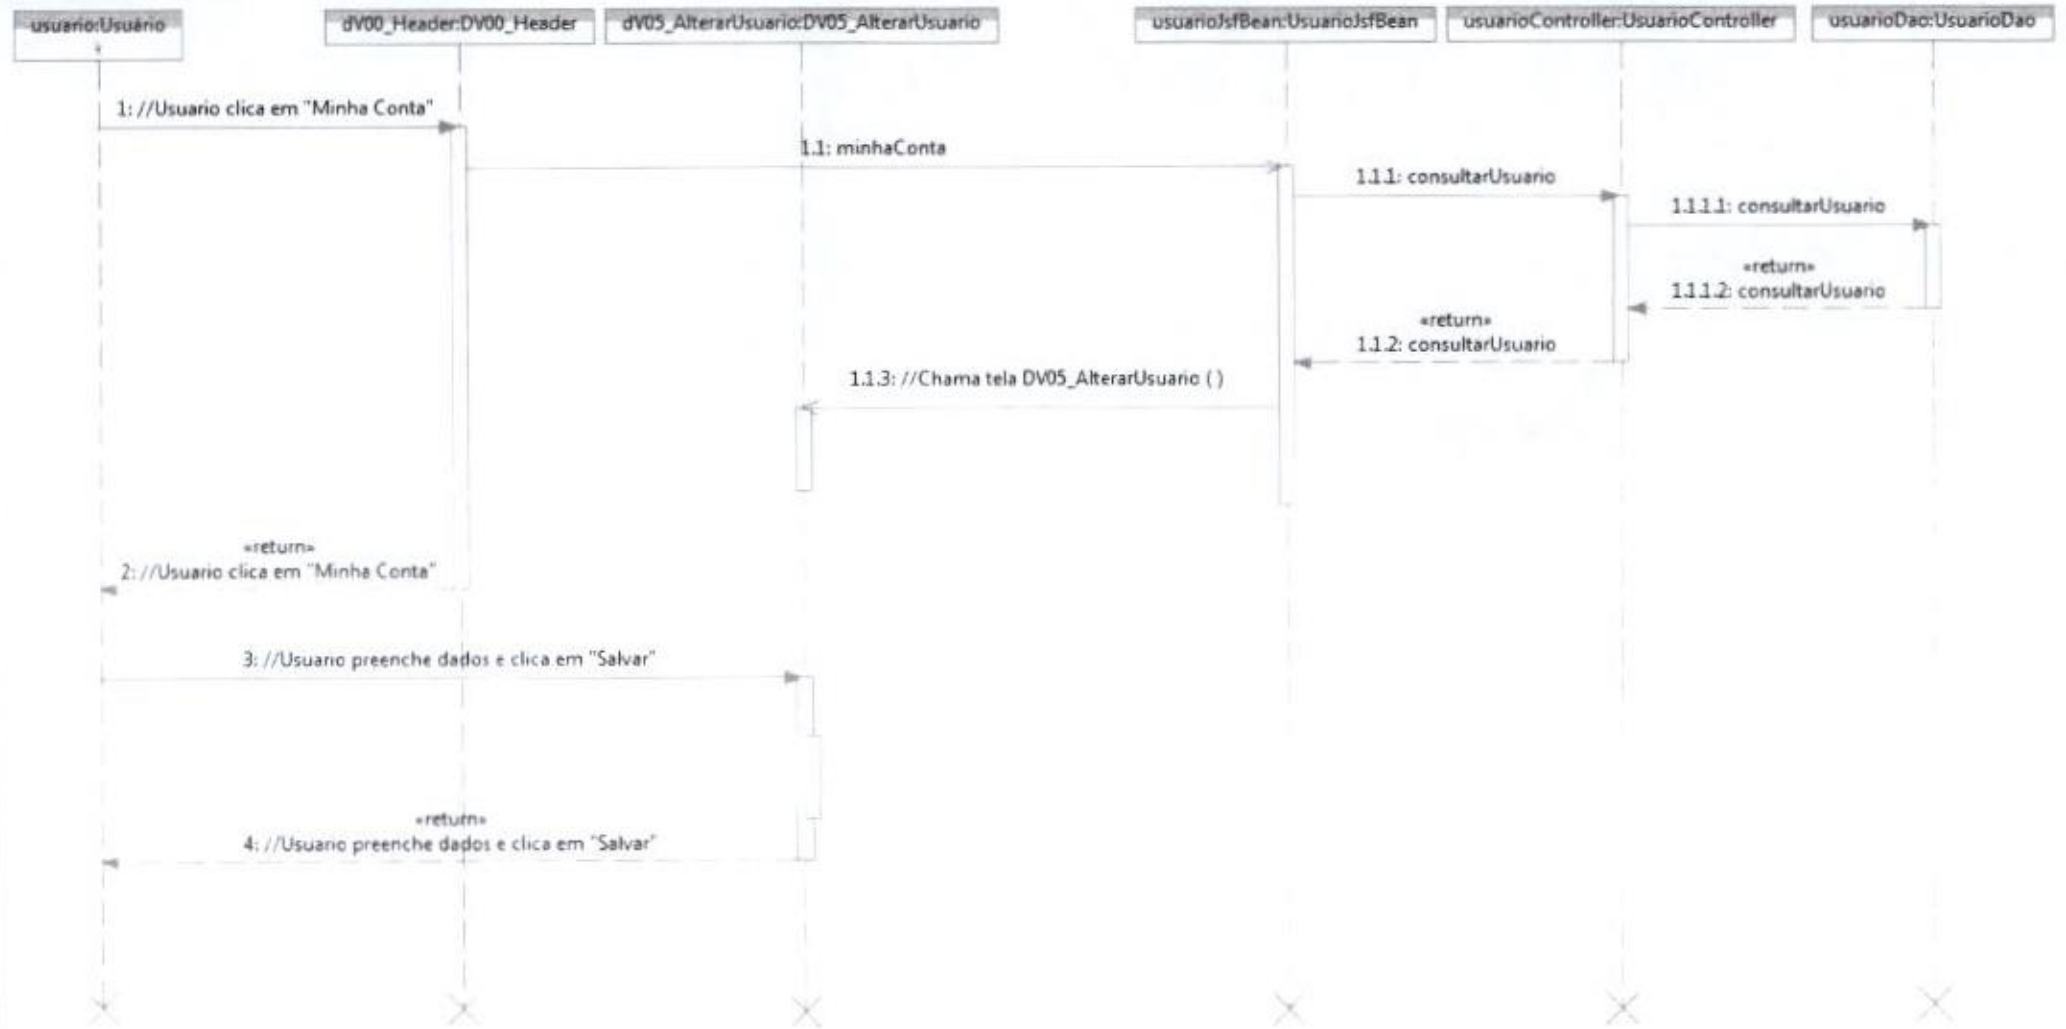 usuario:Usuário
dV00_Header:DV00_Header
dV05_AlterarUsuario:DV05_AlterarUsuario
usuarioJsfBean:UsuarioJsfBean
usuarioController:UsuarioController
usuarioDao:UsuarioDao
1: //Usuario clica em "Minha Conta"
1.1: minhaConta
1.1.1: consultarUsuario
1.1.1.1: consultarUsuario
«return»
1.1.1.2: consultarUsuario
«return»
1.1.2: consultarUsuario
1.1.3: //Chama tela DV05_AlterarUsuario ( )
«return»
2: //Usuario clica em "Minha Conta"
3: //Usuario preenche dados e clica em "Salvar"
«return»
4: //Usuario preenche dados e clica em "Salvar"